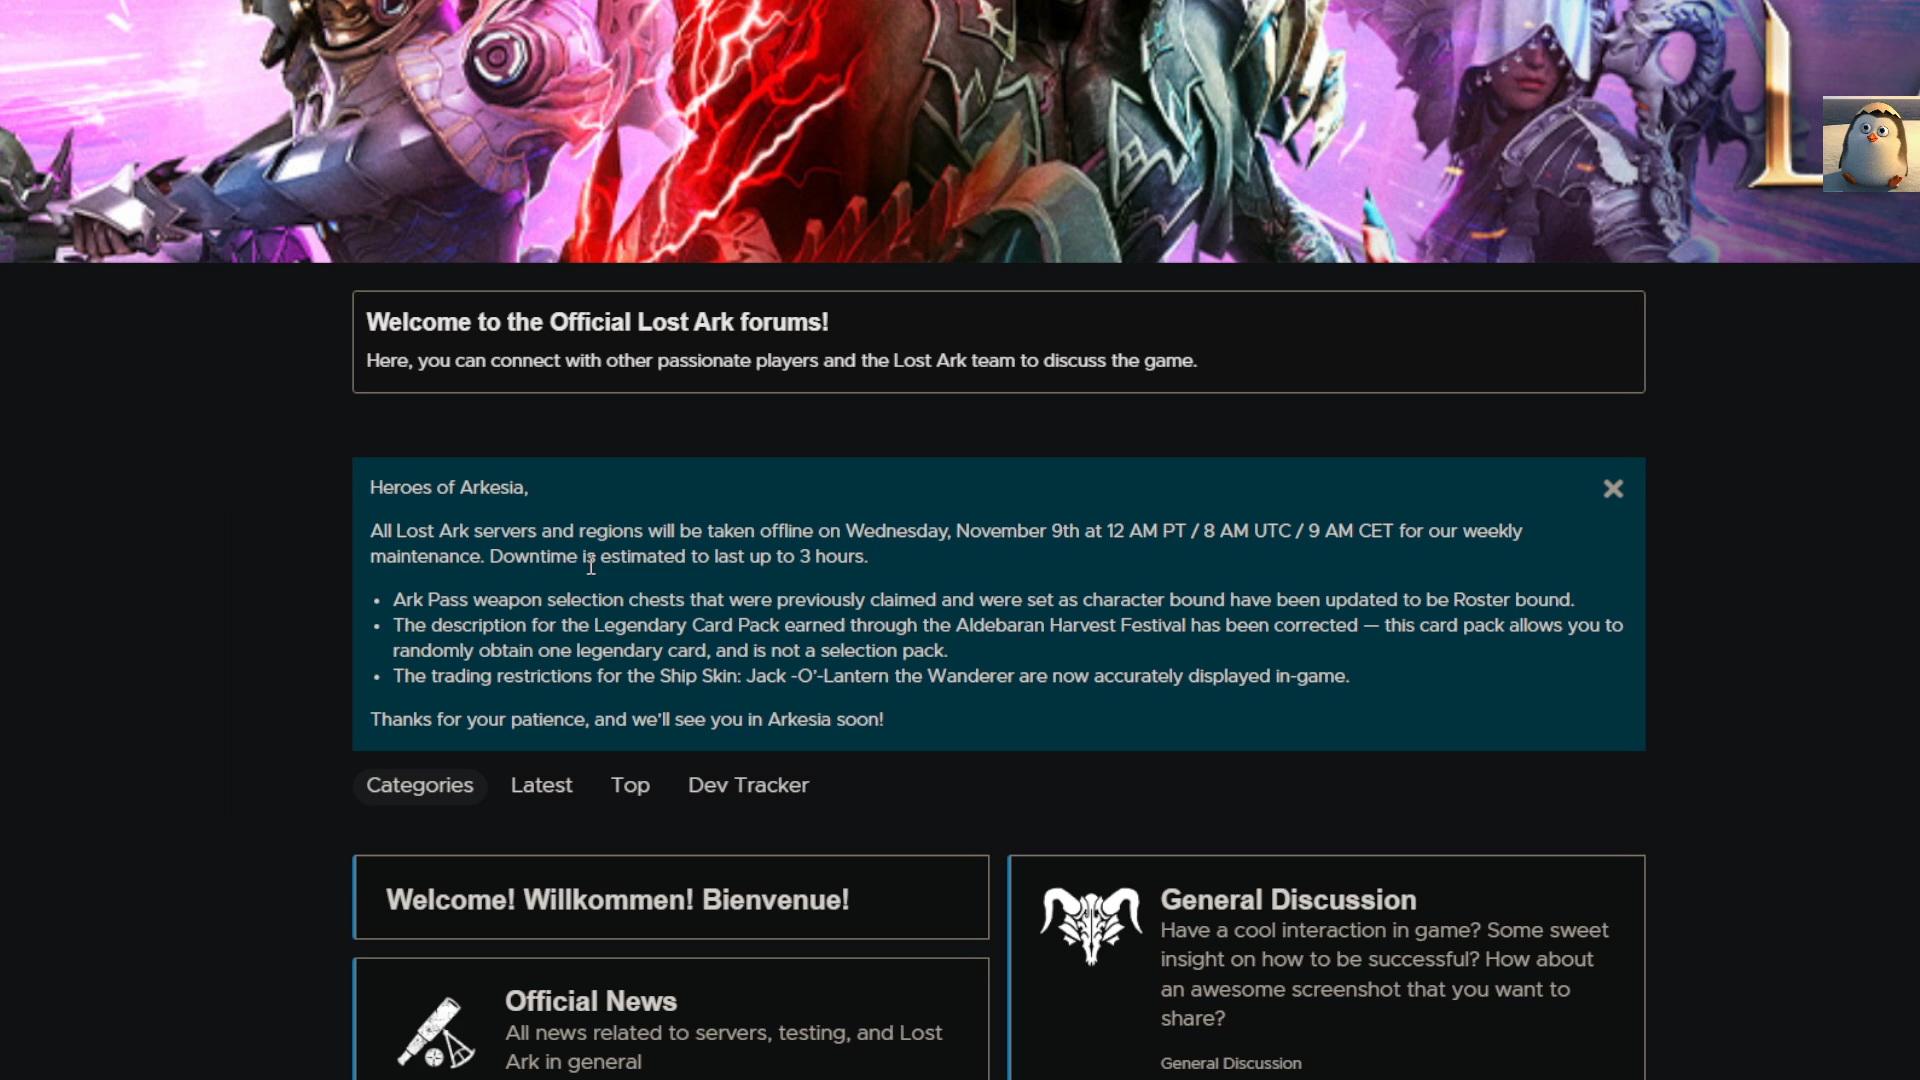 Welcome to the Official Lost Ark forums!
Here, you can connect with other passionate players and the Lost Ark team to discuss the game.
Heroes of Arkesia,
All Lost Ark servers and regions will be taken offline on Wednesday, November 9th at 12 AM PT / 8 AM UTC / 9 AM CET for our weekly
maintenance. Downtime is estimated to last up to 3 hours.
• Ark Pass weapon selection chests that were previously claimed and were set as character bound have been updated to be Roster bound.
• The description for the Legendary Card Pack earned through the Aldebaran Harvest Festival has been corrected — this card pack allows you to
randomly obtain one legendary card, and is not a selection pack.
• The trading restrictions for the Ship Skin: Jack -O'-Lantern the Wanderer are now accurately displayed in-game.
Thanks for your patience, and we'll see you in Arkesia soon!
Categories Latest Top Dev Tracker
Welcome! Willkommen! Bienvenue!
Official News
All news related to servers, testing, and Lost
Ark in general
General Discussion
Have a cool interaction in game? Some sweet
insight on how to be successful? How about
an awesome screenshot that you want to
share?
General Discussion